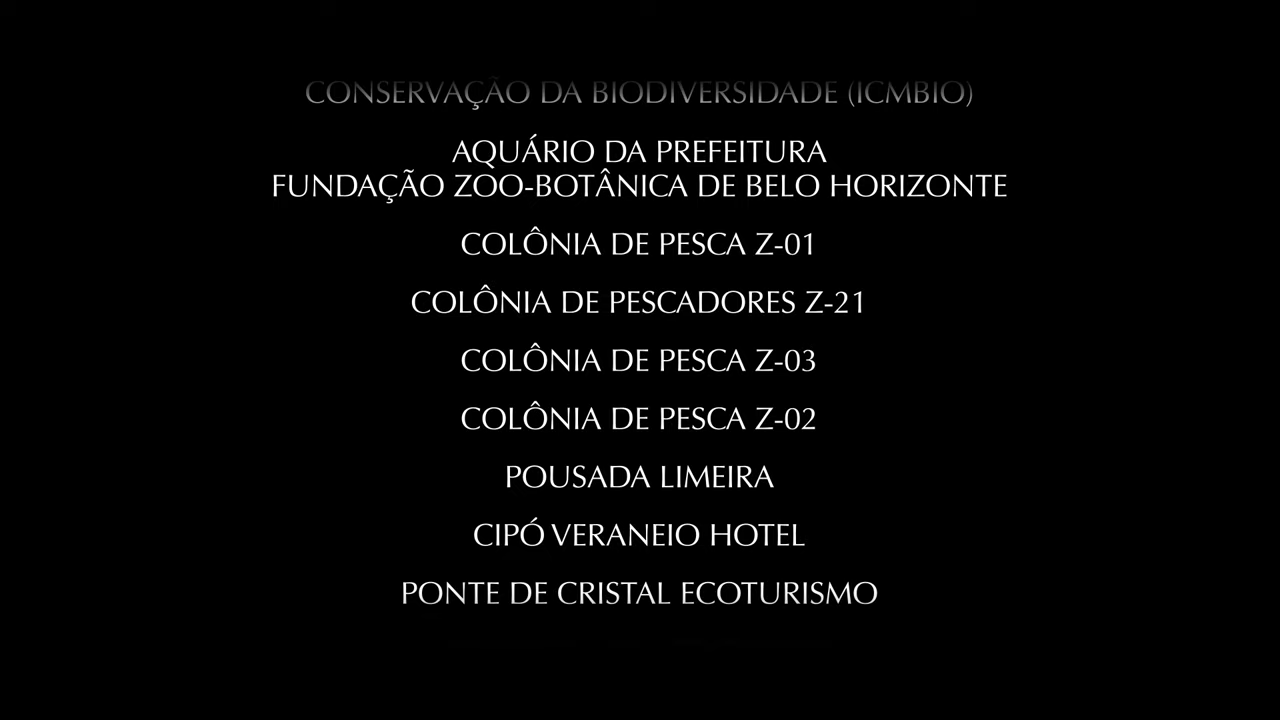 CONSERVAÇÃO DA BIODIVERSIDADE (ICMBIO)
AQUÁRIO DA PREFEITURA
FUNDAÇÃO ZOO-BOTÂNICA DE BELO HORIZONTE
COLÔNIA DE PESCA Z-01
COLÔNIA DE PESCADORES Z-21
COLÔNIA DE PESCA Z-03
COLÔNIA DE PESCA Z-02
POUSADA LIMEIRA
CIPÓ VERANEIO HOTEL
PONTE DE CRISTAL ECOTURISMO